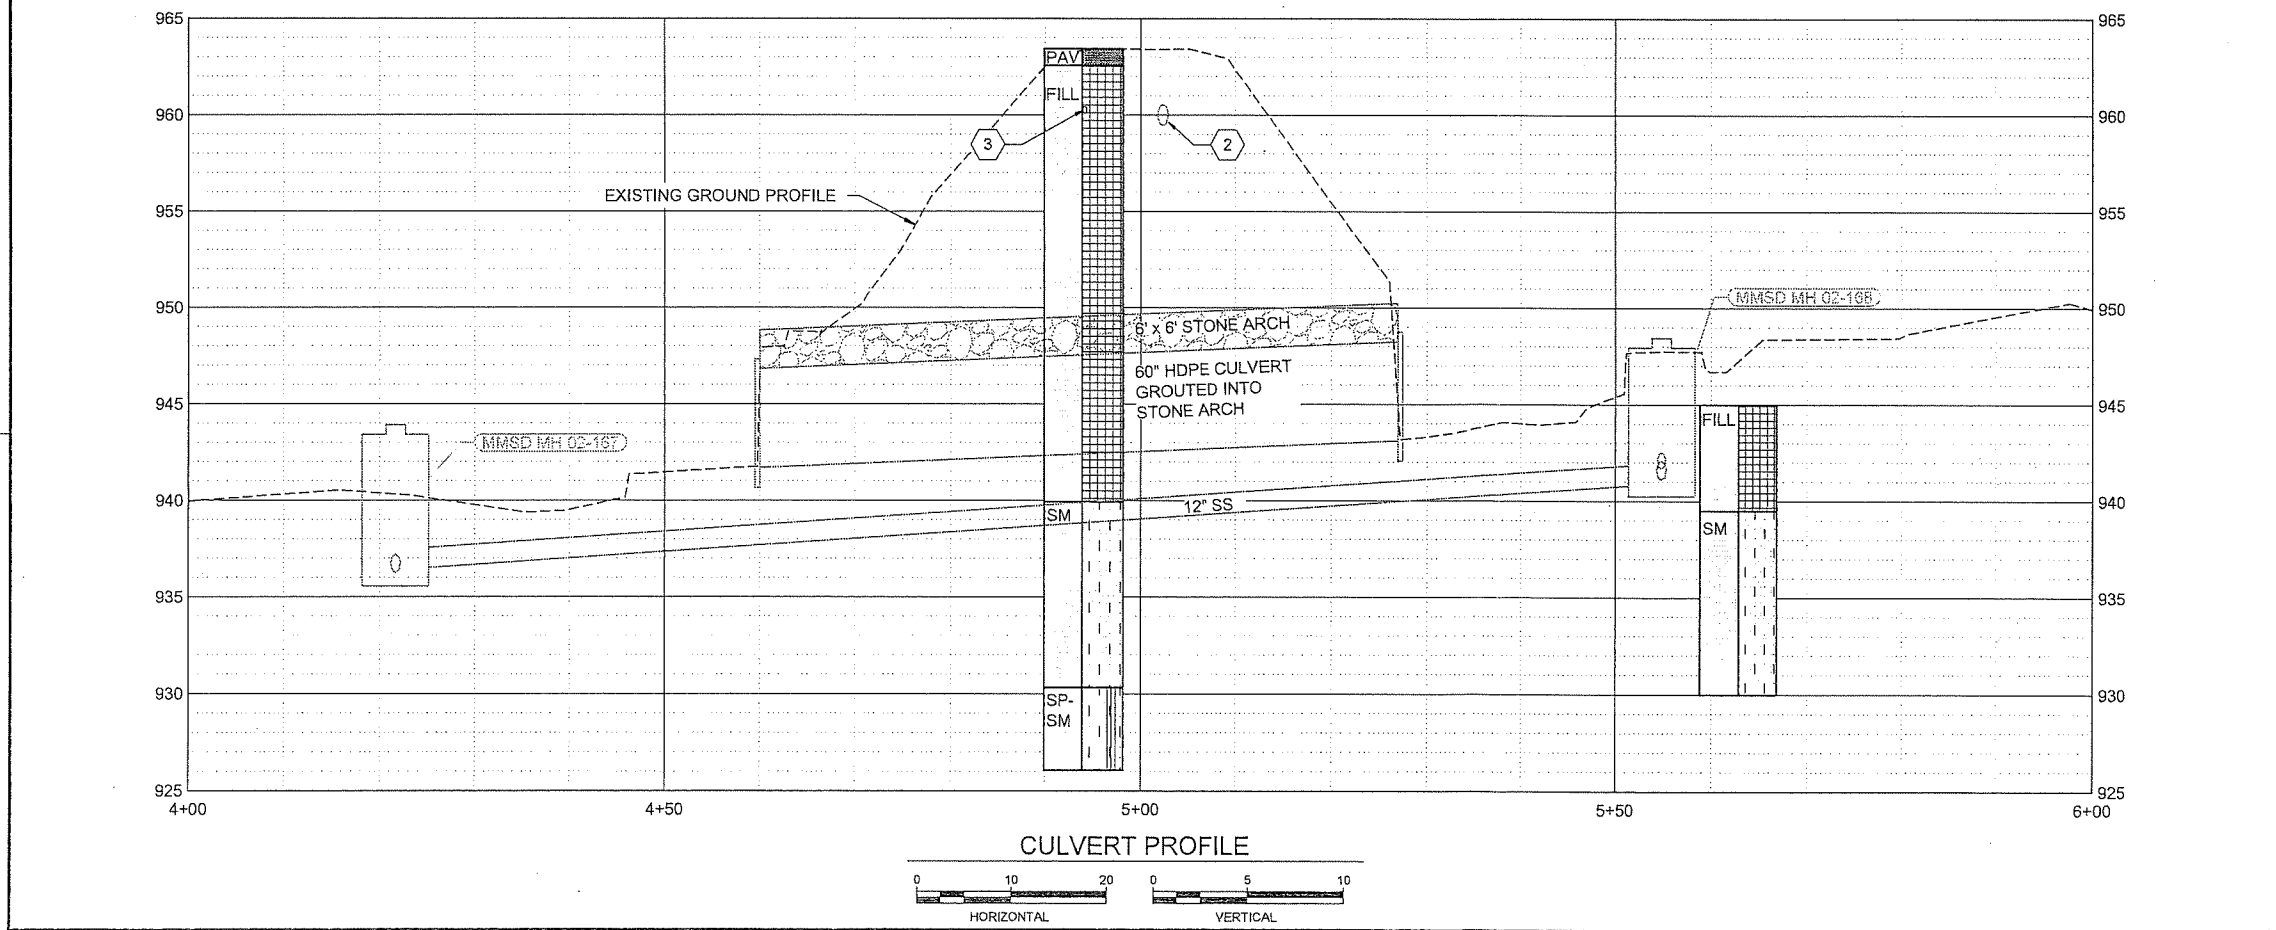 965
965
PAV
FILL
960
960
3
2
EXISTING GROUND PROFILE
955
955
950
950
MMSD MH 02-168
6' x 6' STONE ARCH
60" HDPE CULVERT
GROUTED INTO
STONE ARCH
945
945
FILL
MMSD MH 02-167
940
940
12" SS
SM
SM
935
935
930
930
SP-
SM
925
925
4+00
4+50
5+00
5+50
6+00
CULVERT PROFILE
0 10 20
HORIZONTAL
0 5 10
VERTICAL